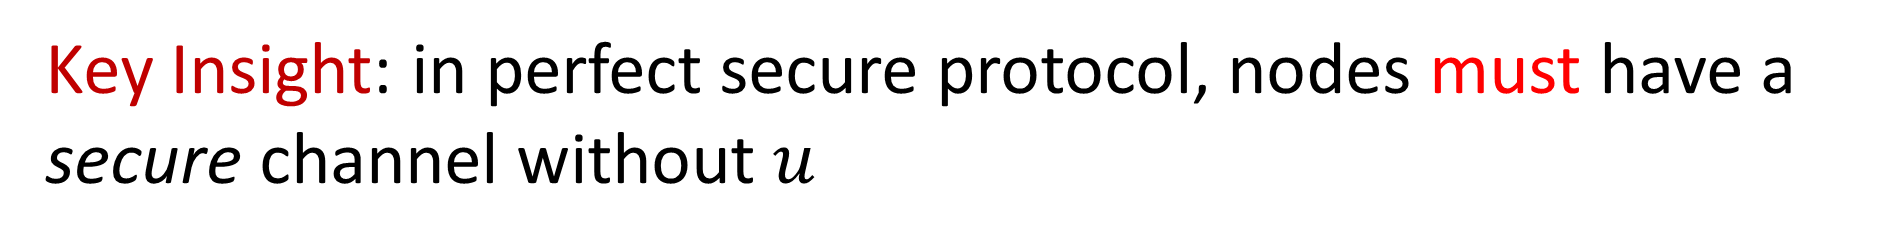 Key Insight: in perfect secure protocol, nodes must have a
secure channel without 𝑢